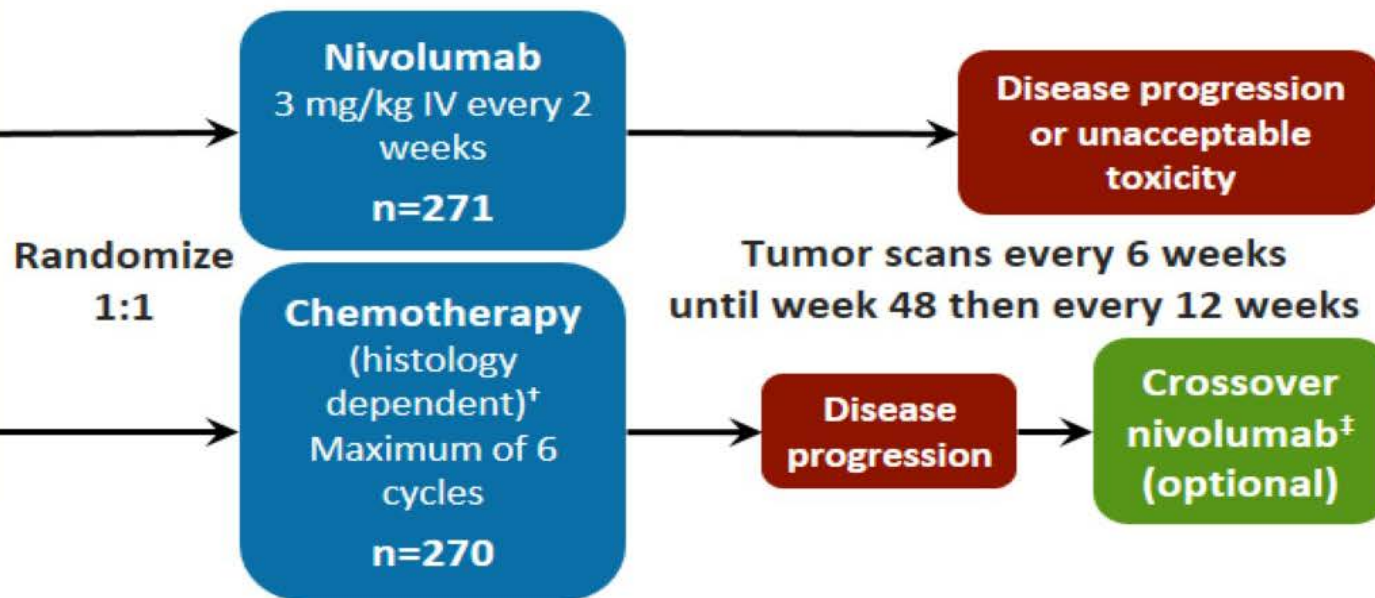 Nivolumab
3 mg/kg IV every 2
weeks
n=271
Disease progression
or unacceptable
toxicity
Randomize
1:1
Tumor scans every 6 weeks
until week 48 then every 12 weeks
Chemotherapy
(histology
dependent)†
Maximum of 6
cycles
n=270
Disease
progression
Crossover
nivolumab‡
(optional)